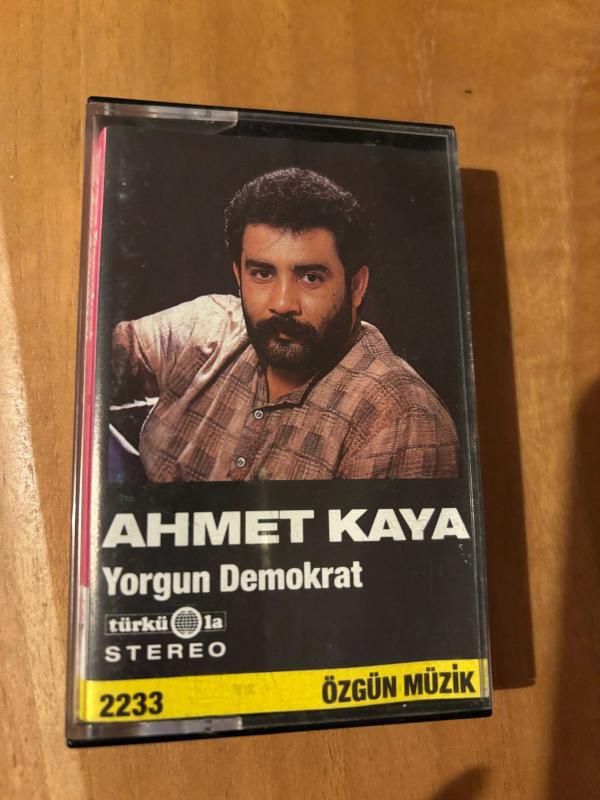 AHMET KAYA
Yorgun Demokrat
türkü la
STEREO
2233 ÖZGÜN MÜZİK